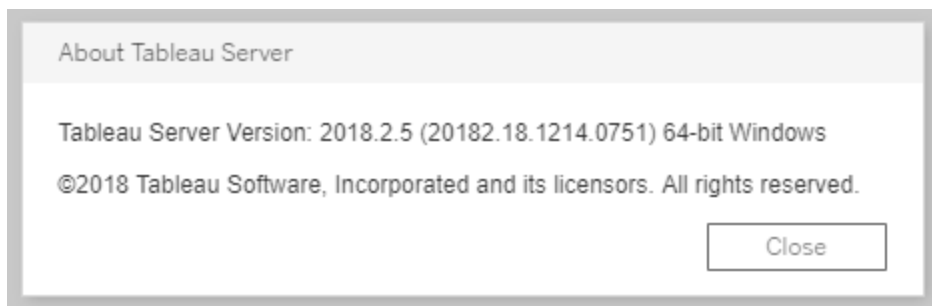 About Tableau Server
Tableau Server Version: 2018.2.5 (20182.18.1214.0751) 64-bit Windows
©2018 Tableau Software, Incorporated and its licensors. All rights reserved.
Close